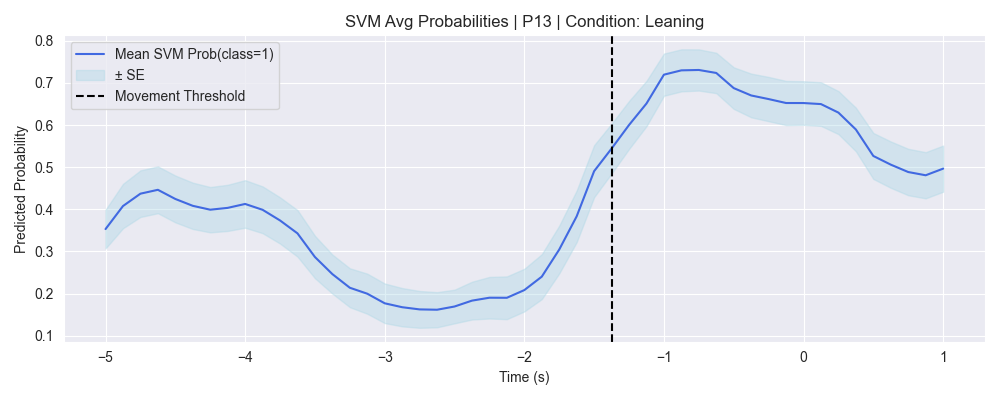 SVM Avg Probabilities | P13 | Condition: Leaning
Mean SVM Prob(class=1)
± SE
Movement Threshold
Predicted Probability
0.8
0.7
0.6
0.5
0.4
0.3
0.2
0.1
−5
−4
−3
−2
−1
0
1
Time (s)